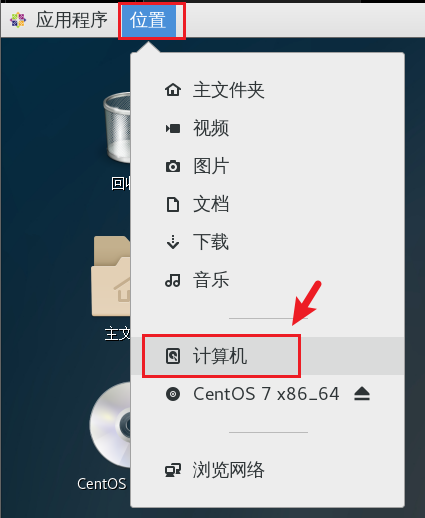 应用程序 位置
主文件夹
视频
图片
文档
下载
音乐
计算机
CentOS 7 x86_64
浏览网络
回收
主文
CentOS